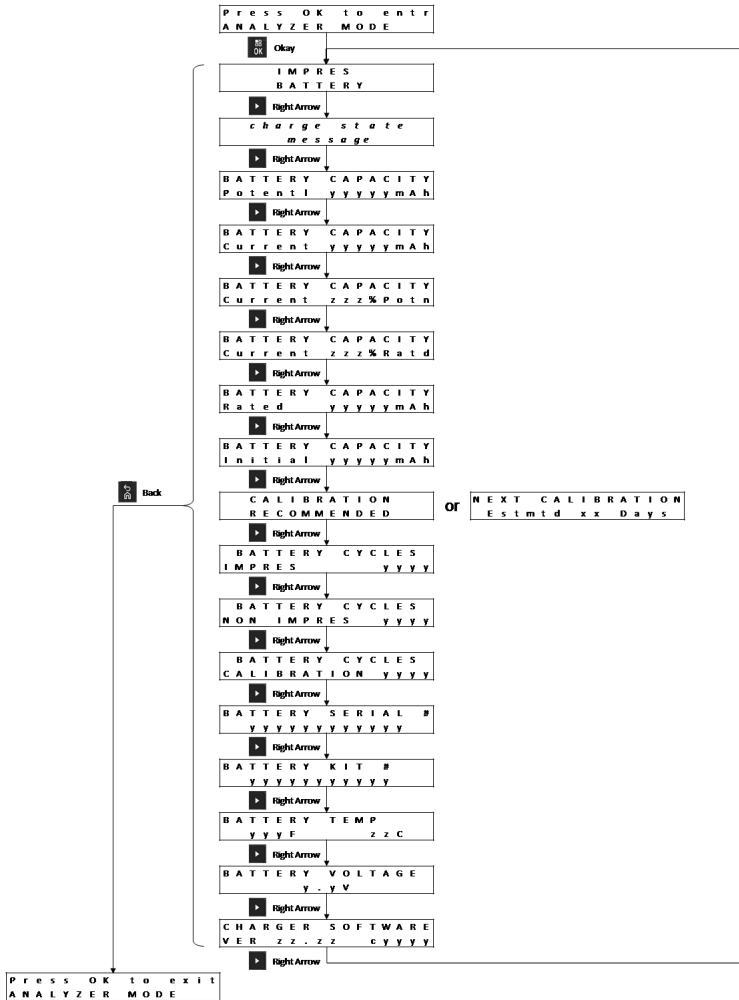 Press OK to entr
ANALYZER MODE
OK Okay
IMPRES
BATTERY
Right Arrow
charge state
message
Right Arrow
BATTERY CAPACITY
Potentl yyyyymAh
Right Arrow
BATTERY CAPACITY
Current yyyyymAh
Right Arrow
BATTERY CAPACITY
Current zzz%Potn
Right Arrow
BATTERY CAPACITY
Current zzz%Ratd
Right Arrow
BATTERY CAPACITY
Rated yyyyymAh
Right Arrow
BATTERY CAPACITY
Initial yyyyymAh
Right Arrow
Back
CALIBRATION
RECOMMENDED
or
NEXT CALIBRATION
Estmtd xx Days
Right Arrow
BATTERY CYCLES
IMPRES yyyy
Right Arrow
BATTERY CYCLES
NON IMPRES yyyy
Right Arrow
BATTERY CYCLES
CALIBRATION yyyy
Right Arrow
BATTERY SERIAL #
yyyyyyyyyyyy
Right Arrow
BATTERY KIT #
yyyyyyyyyyy
Right Arrow
BATTERY TEMP
yyyF zzC
Right Arrow
BATTERY VOLTAGE
y.yV
Right Arrow
CHARGER SOFTWARE
VER zz.zz cyyyy
Right Arrow
Press OK to exit
ANALYZER MODE